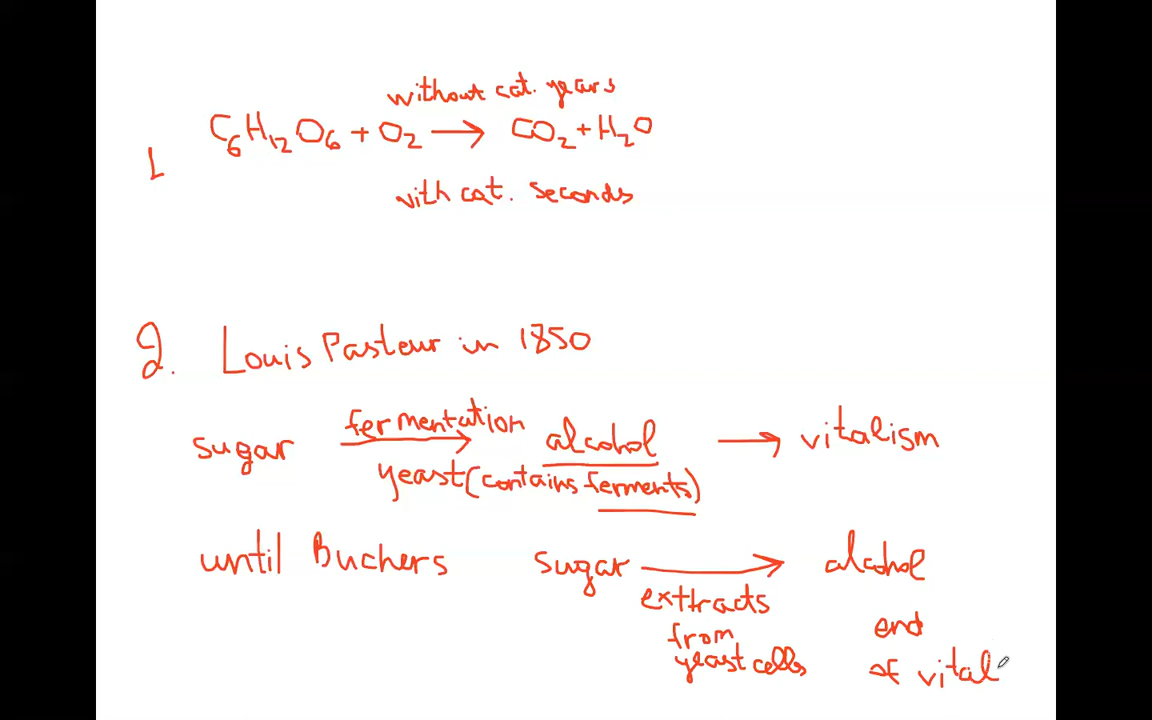 without cat. years
C6H12O6 + O2 → CO2 + H2O
1
with cat. seconds
2. Louis Pasteur in 1850
sugar fermentation → alcohol → vitalism
yeast (contains ferments)
until Buchers sugar → alcohol
exttracts
from
yeast cells
end
of vital